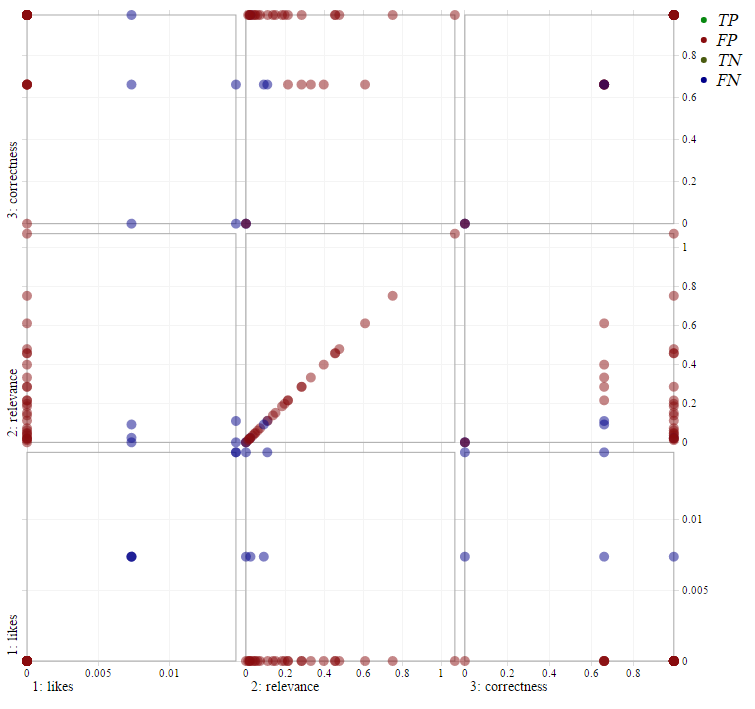 TP
FP
TN
FN
3: correctness
0.8
0.6
0.4
0.2
0
2: relevance
1
0.8
0.6
0.4
0.2
0
1: likes
0.01
0.005
0
0 0.005 0.01 0 0.2 0.4 0.6 0.8 1 0 0.2 0.4 0.6 0.8
1: likes 2: relevance 3: correctness